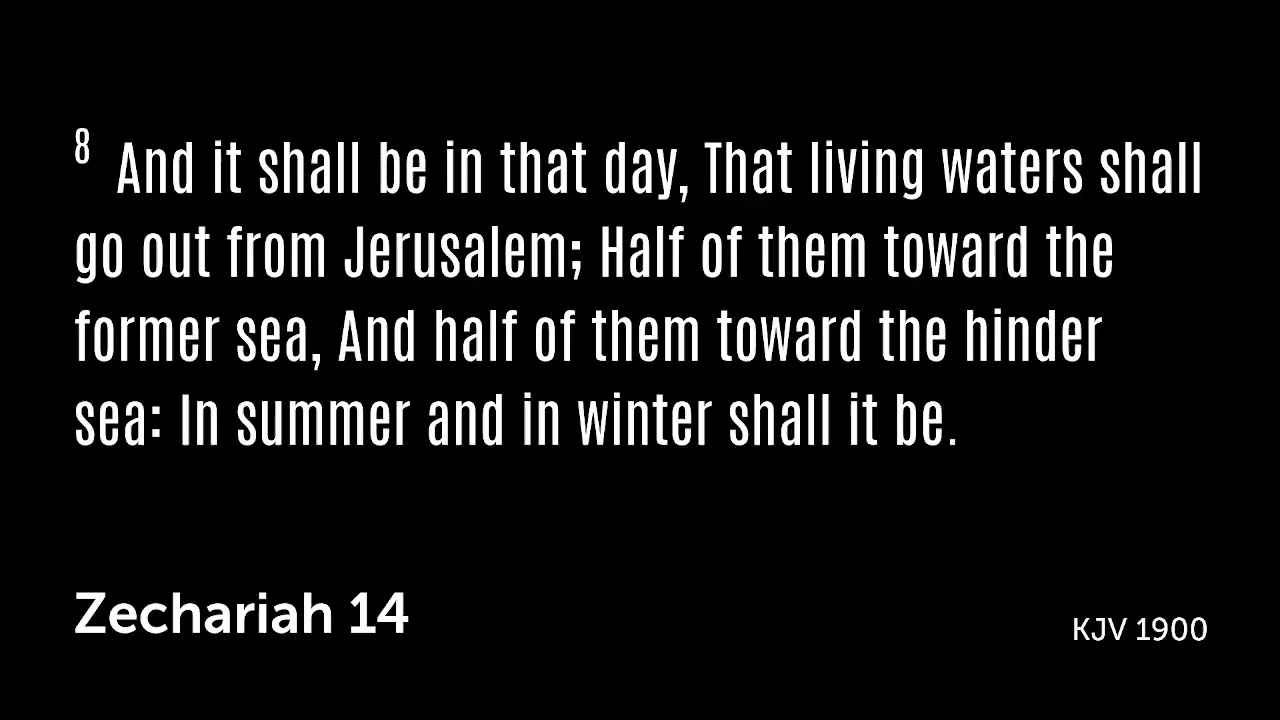 8 And it shall be in that day, That living waters shall
go out from Jerusalem; Half of them toward the
former sea, And half of them toward the hinder
sea: In summer and in winter shall it be.
Zechariah 14
KJV 1900